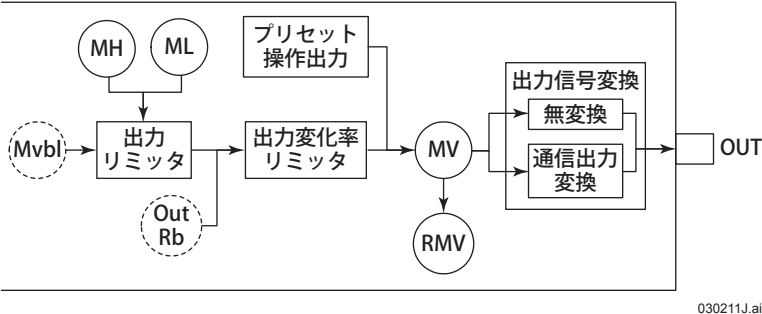 MH
ML
プリセット
操作出力
出力信号変換
無変換
通信出力
変換
Mvbl
出力
リミッタ
出力変化率
リミッタ
MV
OUT
Out
Rb
RMV
030211J.ai